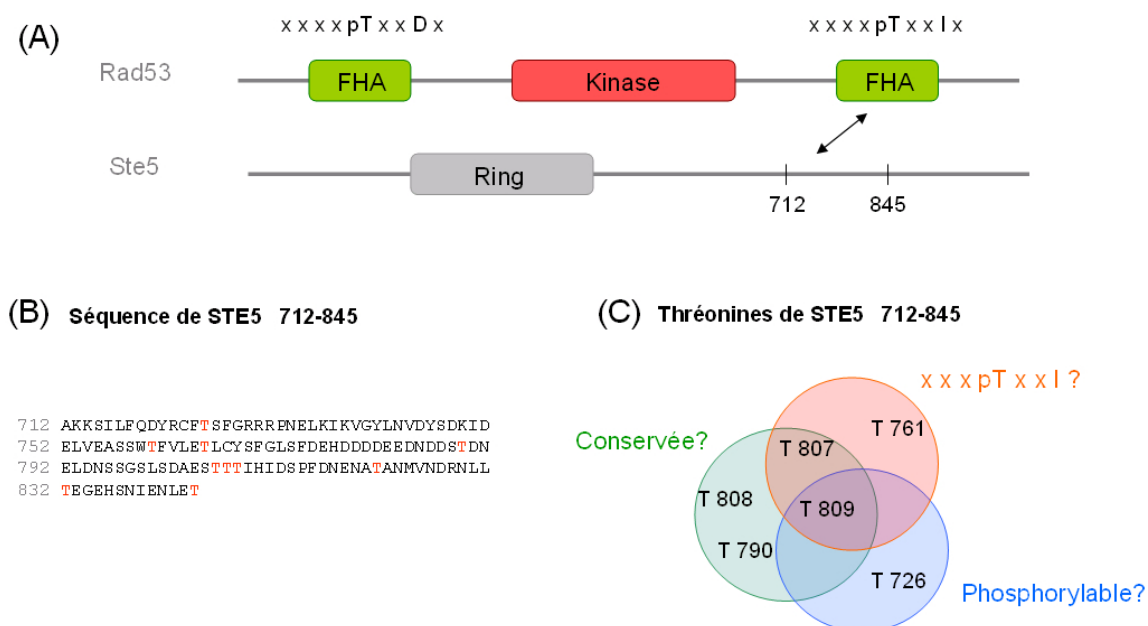 (A)
x x x x pT x x D x
x x x x pT x x I x
Rad53
FHA
Kinase
FHA
Ste5
Ring
712
845
(B) Séquence de STE5 712-845
712 AKKSILFQDYRCFTSFGRRRPNELKIKVGYLNVDYSDKID
752 ELVEASSWTFVLETLCYSFGLSFDEHDDDDEEDNDDSTDN
792 ELDNSSGSLSDAESTTTIHIDSPFDNENATANMVNDRNLL
832 TEGEHSNIENLET
(C) Thréonines de STE5 712-845
x x x pT x x I ?
Conservée?
T 761
T 807
T 808
T 809
T 790
T 726
Phosphorylable?